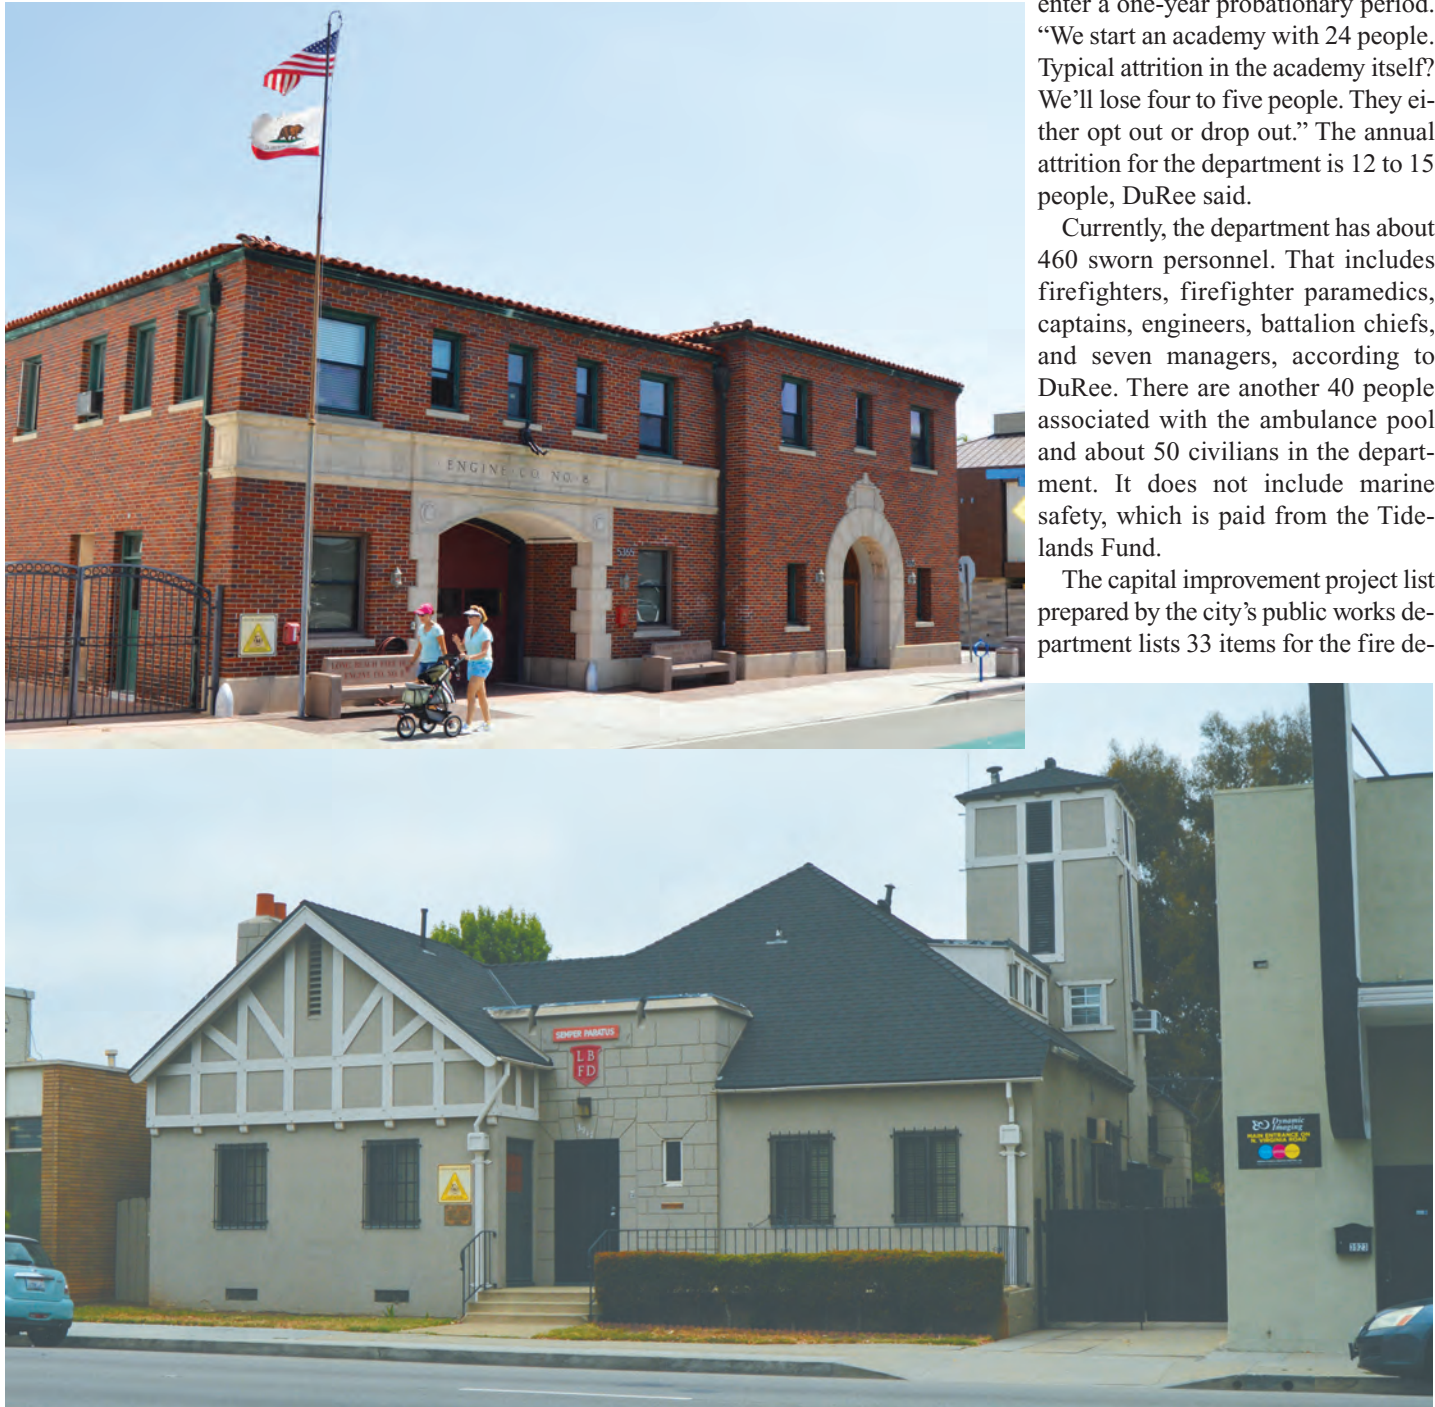 enter a one-year probationary period.
“We start an academy with 24 people.
Typical attrition in the academy itself?
We’ll lose four to five people. They ei-
ther opt out or drop out.” The annual
attrition for the department is 12 to 15
people, DuRee said.
Currently, the department has about
460 sworn personnel. That includes
firefighters, firefighter paramedics,
captains, engineers, battalion chiefs,
and seven managers, according to
DuRee. There are another 40 people
associated with the ambulance pool
and about 50 civilians in the depart-
ment. It does not include marine
safety, which is paid from the Tide-
lands Fund.
The capital improvement project list
prepared by the city’s public works de-
partment lists 33 items for the fire de-
ENGINE CO. NO. 8
5365
SEMPER PARATUS
LB
FD
Dynamic
Imaging
MAIN ENTRANCE ON
N. VIRGINIA ROAD
3923